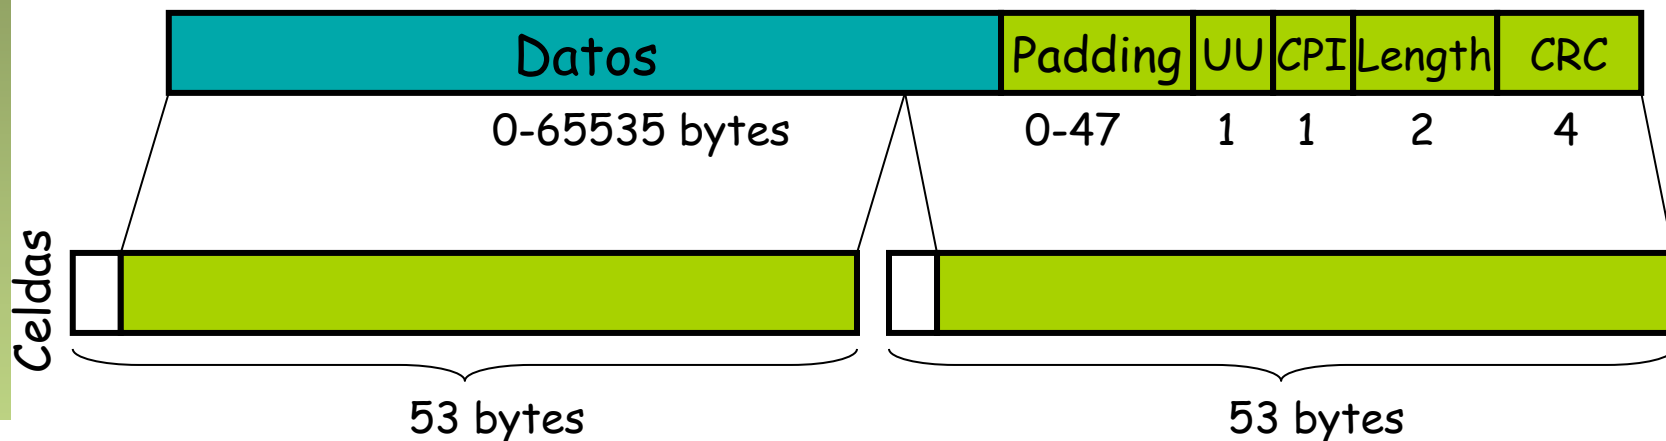 Datos Padding UU CPI Length CRC
0-65535 bytes 0-47 1 1 2 4
Celdas
53 bytes 53 bytes